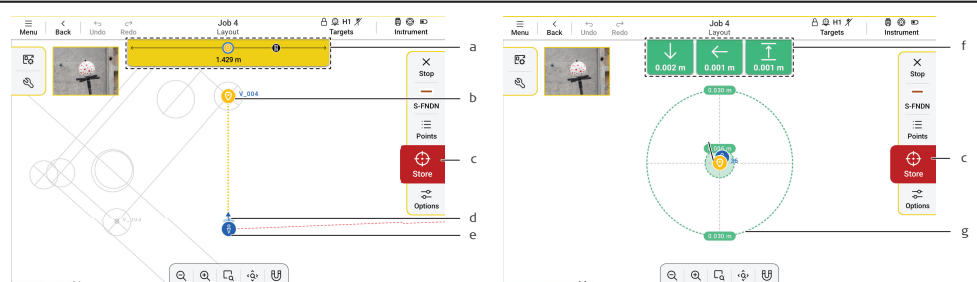 Menu
Back
Undo
Redo
Job 4
Layout
H1
Targets
Instrument
1.429 m
V_004
Stop
S-FNDN
Points
Store
Options
a
b
c
d
e
Menu
Back
Undo
Redo
Job 4
Layout
H1
Targets
Instrument
0.002 m
0.001 m
0.001 m
0.030 m
0.030 m
Stop
S-FNDN
Points
Store
Options
f
c
g